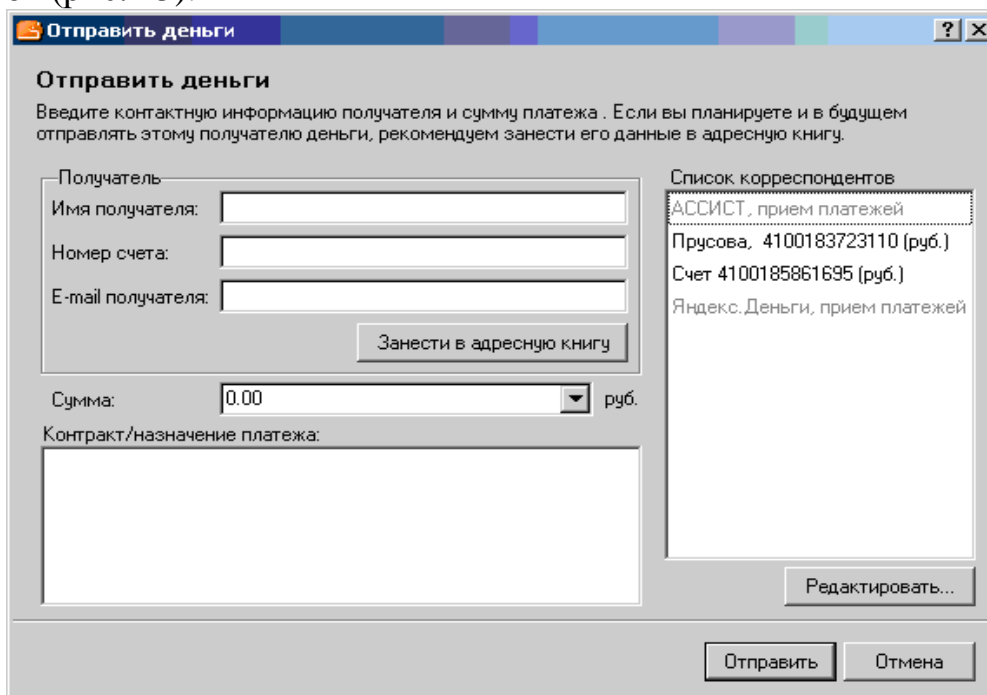 Отправить деньги
Отправить деньги
Введите контактную информацию получателя и сумму платежа . Если вы планируете и в будущем
отправлять этому получателю деньги, рекомендуем занести его данные в адресную книгу.
Получатель
Имя получателя:
Номер счета:
E-mail получателя:
Занести в адресную книгу
Сумма:
0.00
руб.
Контракт/назначение платежа:
Список корреспондентов
АССИСТ, прием платежей
Прусова, 4100183723110 (руб.)
Счет 4100185861695 (руб.)
Яндекс.Деньги, прием платежей
Редактировать...
Отправить
Отмена